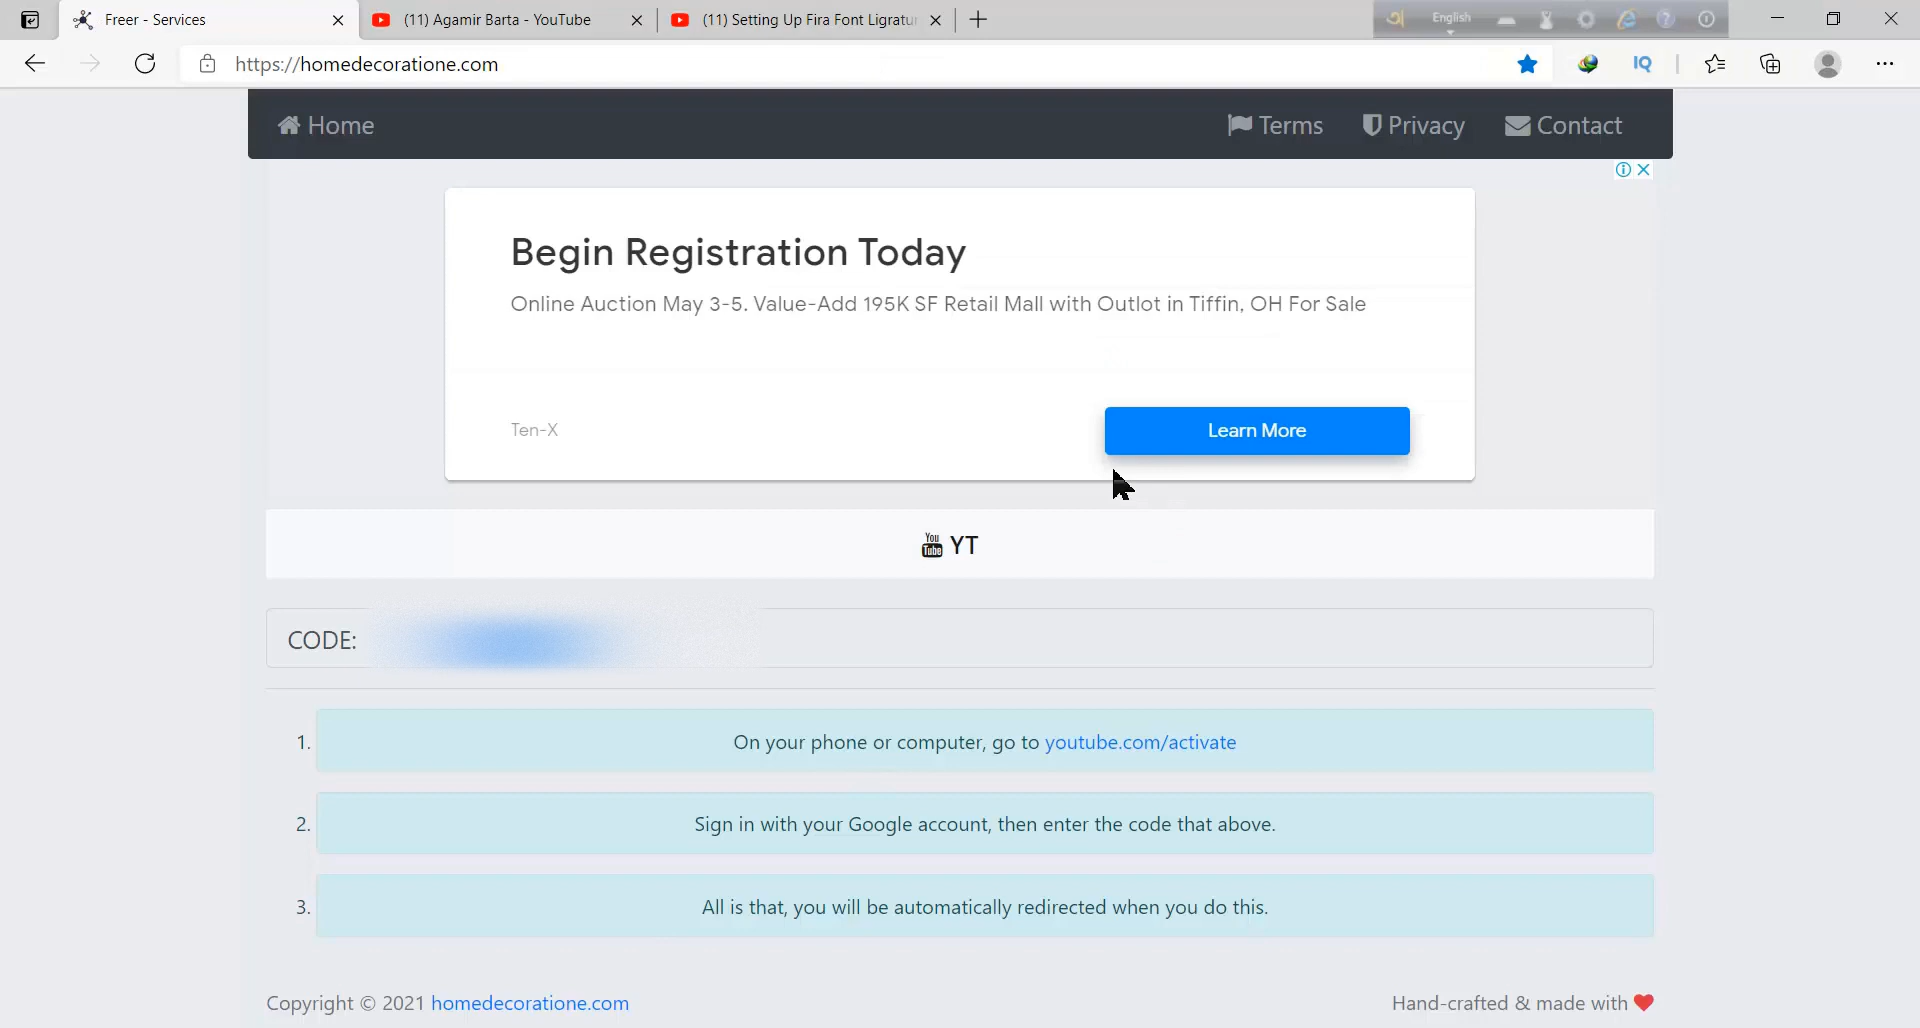 Freer - Services
(11) Agamir Barta - YouTube
(11) Setting Up Fira Font Ligratur
English
https://homedecoratione.com
IQ
Home
Terms
Privacy
Contact
Begin Registration Today
Online Auction May 3-5. Value-Add 195K SF Retail Mall with Outlot in Tiffin, OH For Sale
Ten-X
Learn More
You Tube YT
CODE:
1. On your phone or computer, go to youtube.com/activate
2. Sign in with your Google account, then enter the code that above.
3. All is that, you will be automatically redirected when you do this.
Copyright © 2021 homedecoratione.com
Hand-crafted & made with